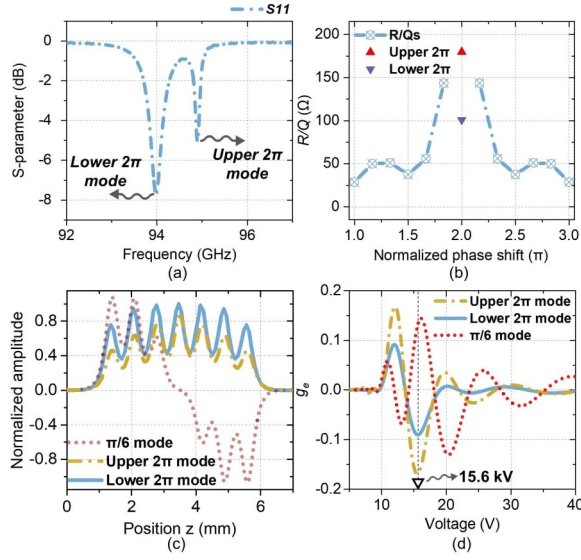 S11
0
-2
-4
-6
-8
S-parameter (dB)
Lower 2π
mode
Upper 2π
mode
92
94
96
Frequency (GHz)
(a)
200
150
100
50
0
R/Q (Ω)
R/Qs
Upper 2π
Lower 2π
1.0
1.5
2.0
2.5
3.0
Normalized phase shift (π)
(b)
0.8
0.4
0.0
-0.4
-0.8
Normalized amplitude
π/6 mode
Upper 2π mode
Lower 2π mode
0
2
4
6
Position z (mm)
(c)
0.2
0.1
0.0
-0.1
-0.2
ge
Upper 2π mode
Lower 2π mode
π/6 mode
15.6 kV
10
20
30
40
Voltage (V)
(d)